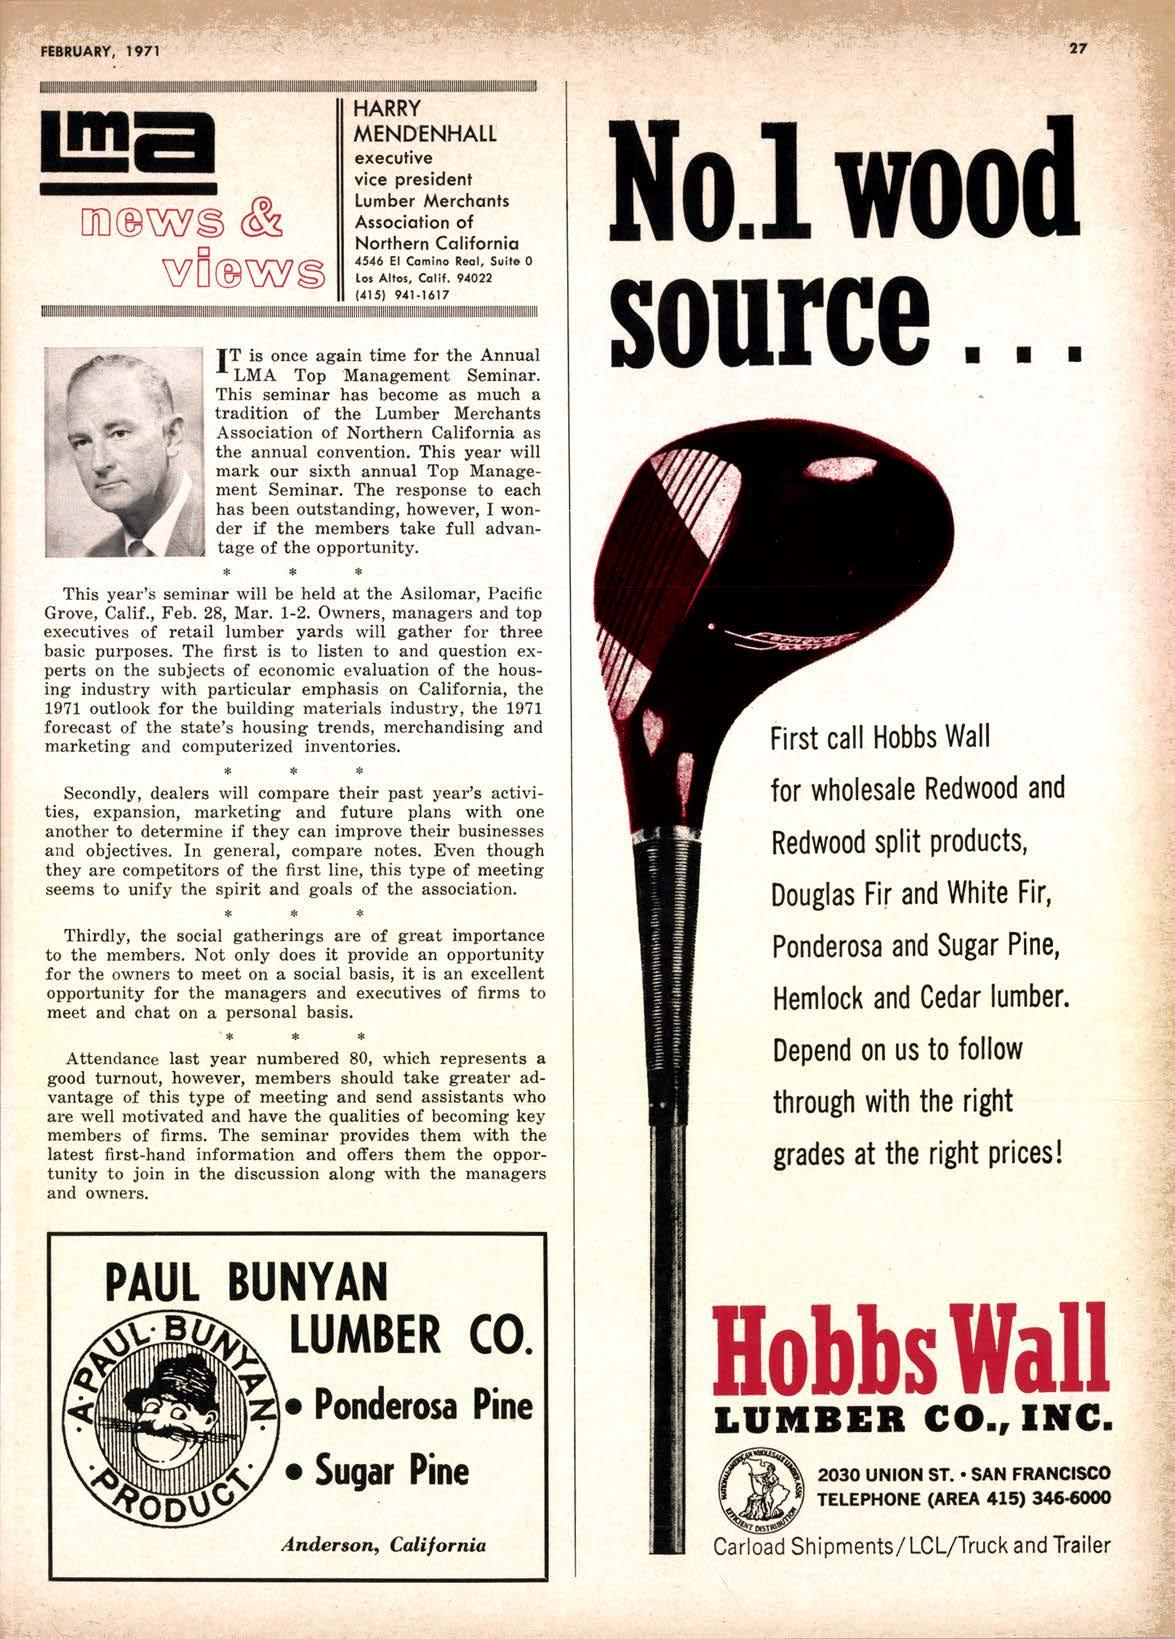 FEBRUARY, 1971
27
Lma
news &
views
HARRY
MENDENHALL
executive
vice president
Lumber Merchants
Association of
Northern California
4546 El Camino Real, Suite O
Los Altos, Calif. 94022
(415) 941-1617
IT is once again time for the Annual
LMA Top Management Seminar.
This seminar has become as much a
tradition of the Lumber Merchants
Association of Northern California as
the annual convention. This year will
mark our sixth annual Top Manage-
ment Seminar. The response to each
has been outstanding, however, I won-
der if the members take full advan-
tage of the opportunity.
* * *
This year's seminar will be held at the Asilomar, Pacific
Grove, Calif., Feb. 28, Mar. 1-2. Owners, managers and top
executives of retail lumber yards will gather for three
basic purposes. The first is to listen to and question ex-
perts on the subjects of economic evaluation of the hous-
ing industry with particular emphasis on California, the
1971 outlook for the building materials industry, the 1971
forecast of the state's housing trends, merchandising and
marketing and computerized inventories.
* * *
Secondly, dealers will compare their past year's activi-
ties, expansion, marketing and future plans with one
another to determine if they can improve their businesses
and objectives. In general, compare notes. Even though
they are competitors of the first line, this type of meeting
seems to unify the spirit and goals of the association.
* * *
Thirdly, the social gatherings are of great importance
to the members. Not only does it provide an opportunity
for the owners to meet on a social basis, it is an excellent
opportunity for the managers and executives of firms to
meet and chat on a personal basis.
* * *
Attendance last year numbered 80, which represents a
good turnout, however, members should take greater ad-
vantage of this type of meeting and send assistants who
are well motivated and have the qualities of becoming key
members of firms. The seminar provides them with the
latest first-hand information and offers them the oppor-
tunity to join in the discussion along with the managers
and owners.
PAUL BUNYAN
LUMBER CO.
• A • PAUL • BUNYAN •
• PRODUCT •
• Ponderosa Pine
• Sugar Pine
Anderson, California
No.1 wood
source...
First call Hobbs Wall
for wholesale Redwood and
Redwood split products,
Douglas Fir and White Fir,
Ponderosa and Sugar Pine,
Hemlock and Cedar lumber.
Depend on us to follow
through with the right
grades at the right prices!
Hobbs Wall
LUMBER CO., INC.
NATIONAL-AMERICAN WHOLESALE LUMBER ASSN.
EFFICIENT DISTRIBUTION
2030 UNION ST. • SAN FRANCISCO
TELEPHONE (AREA 415) 346-6000
Carload Shipments/LCL/Truck and Trailer